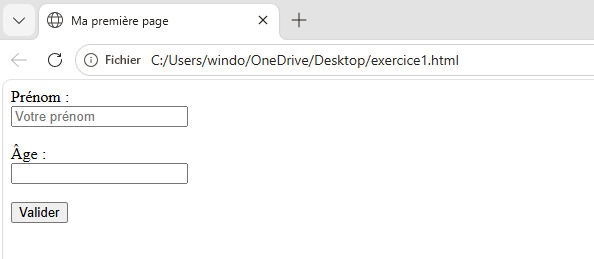 Ma première page
Fichier C:/Users/windo/OneDrive/Desktop/exercice1.html
Prénom :
Votre prénom
Âge :
Valider